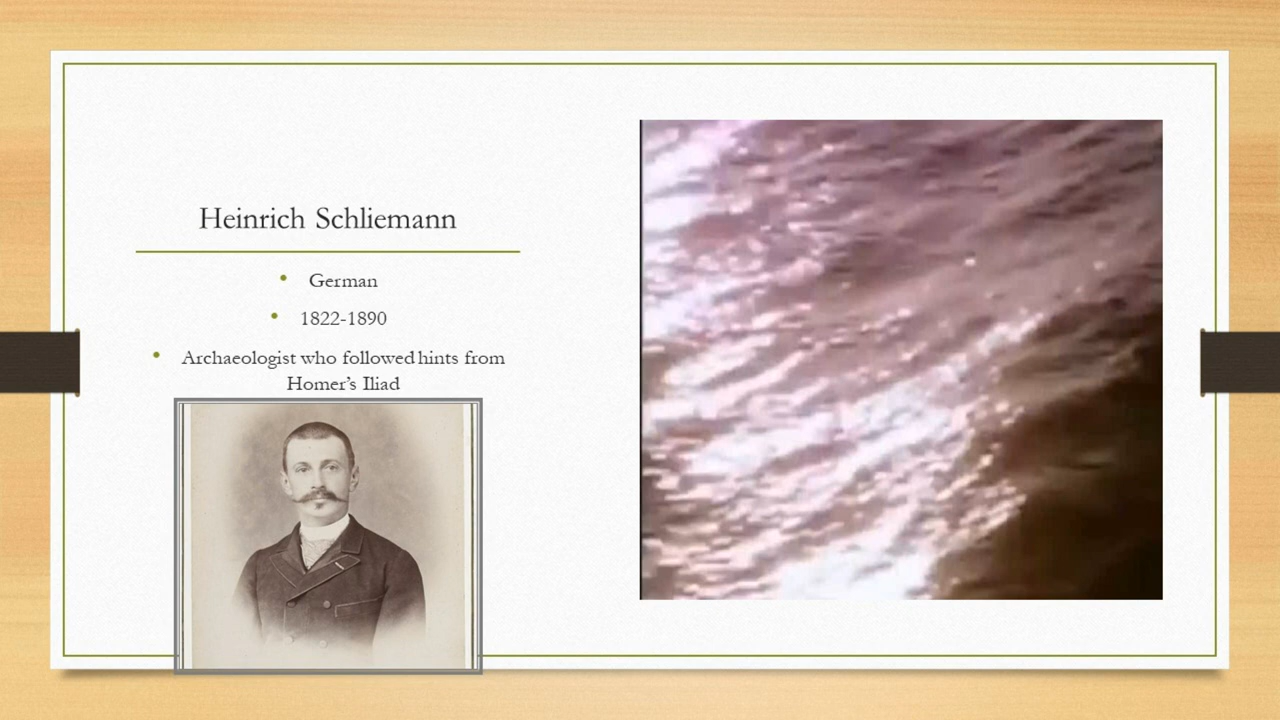 Heinrich Schliemann
• German
• 1822-1890
• Archaeologist who followed hints from
Homer’s Iliad